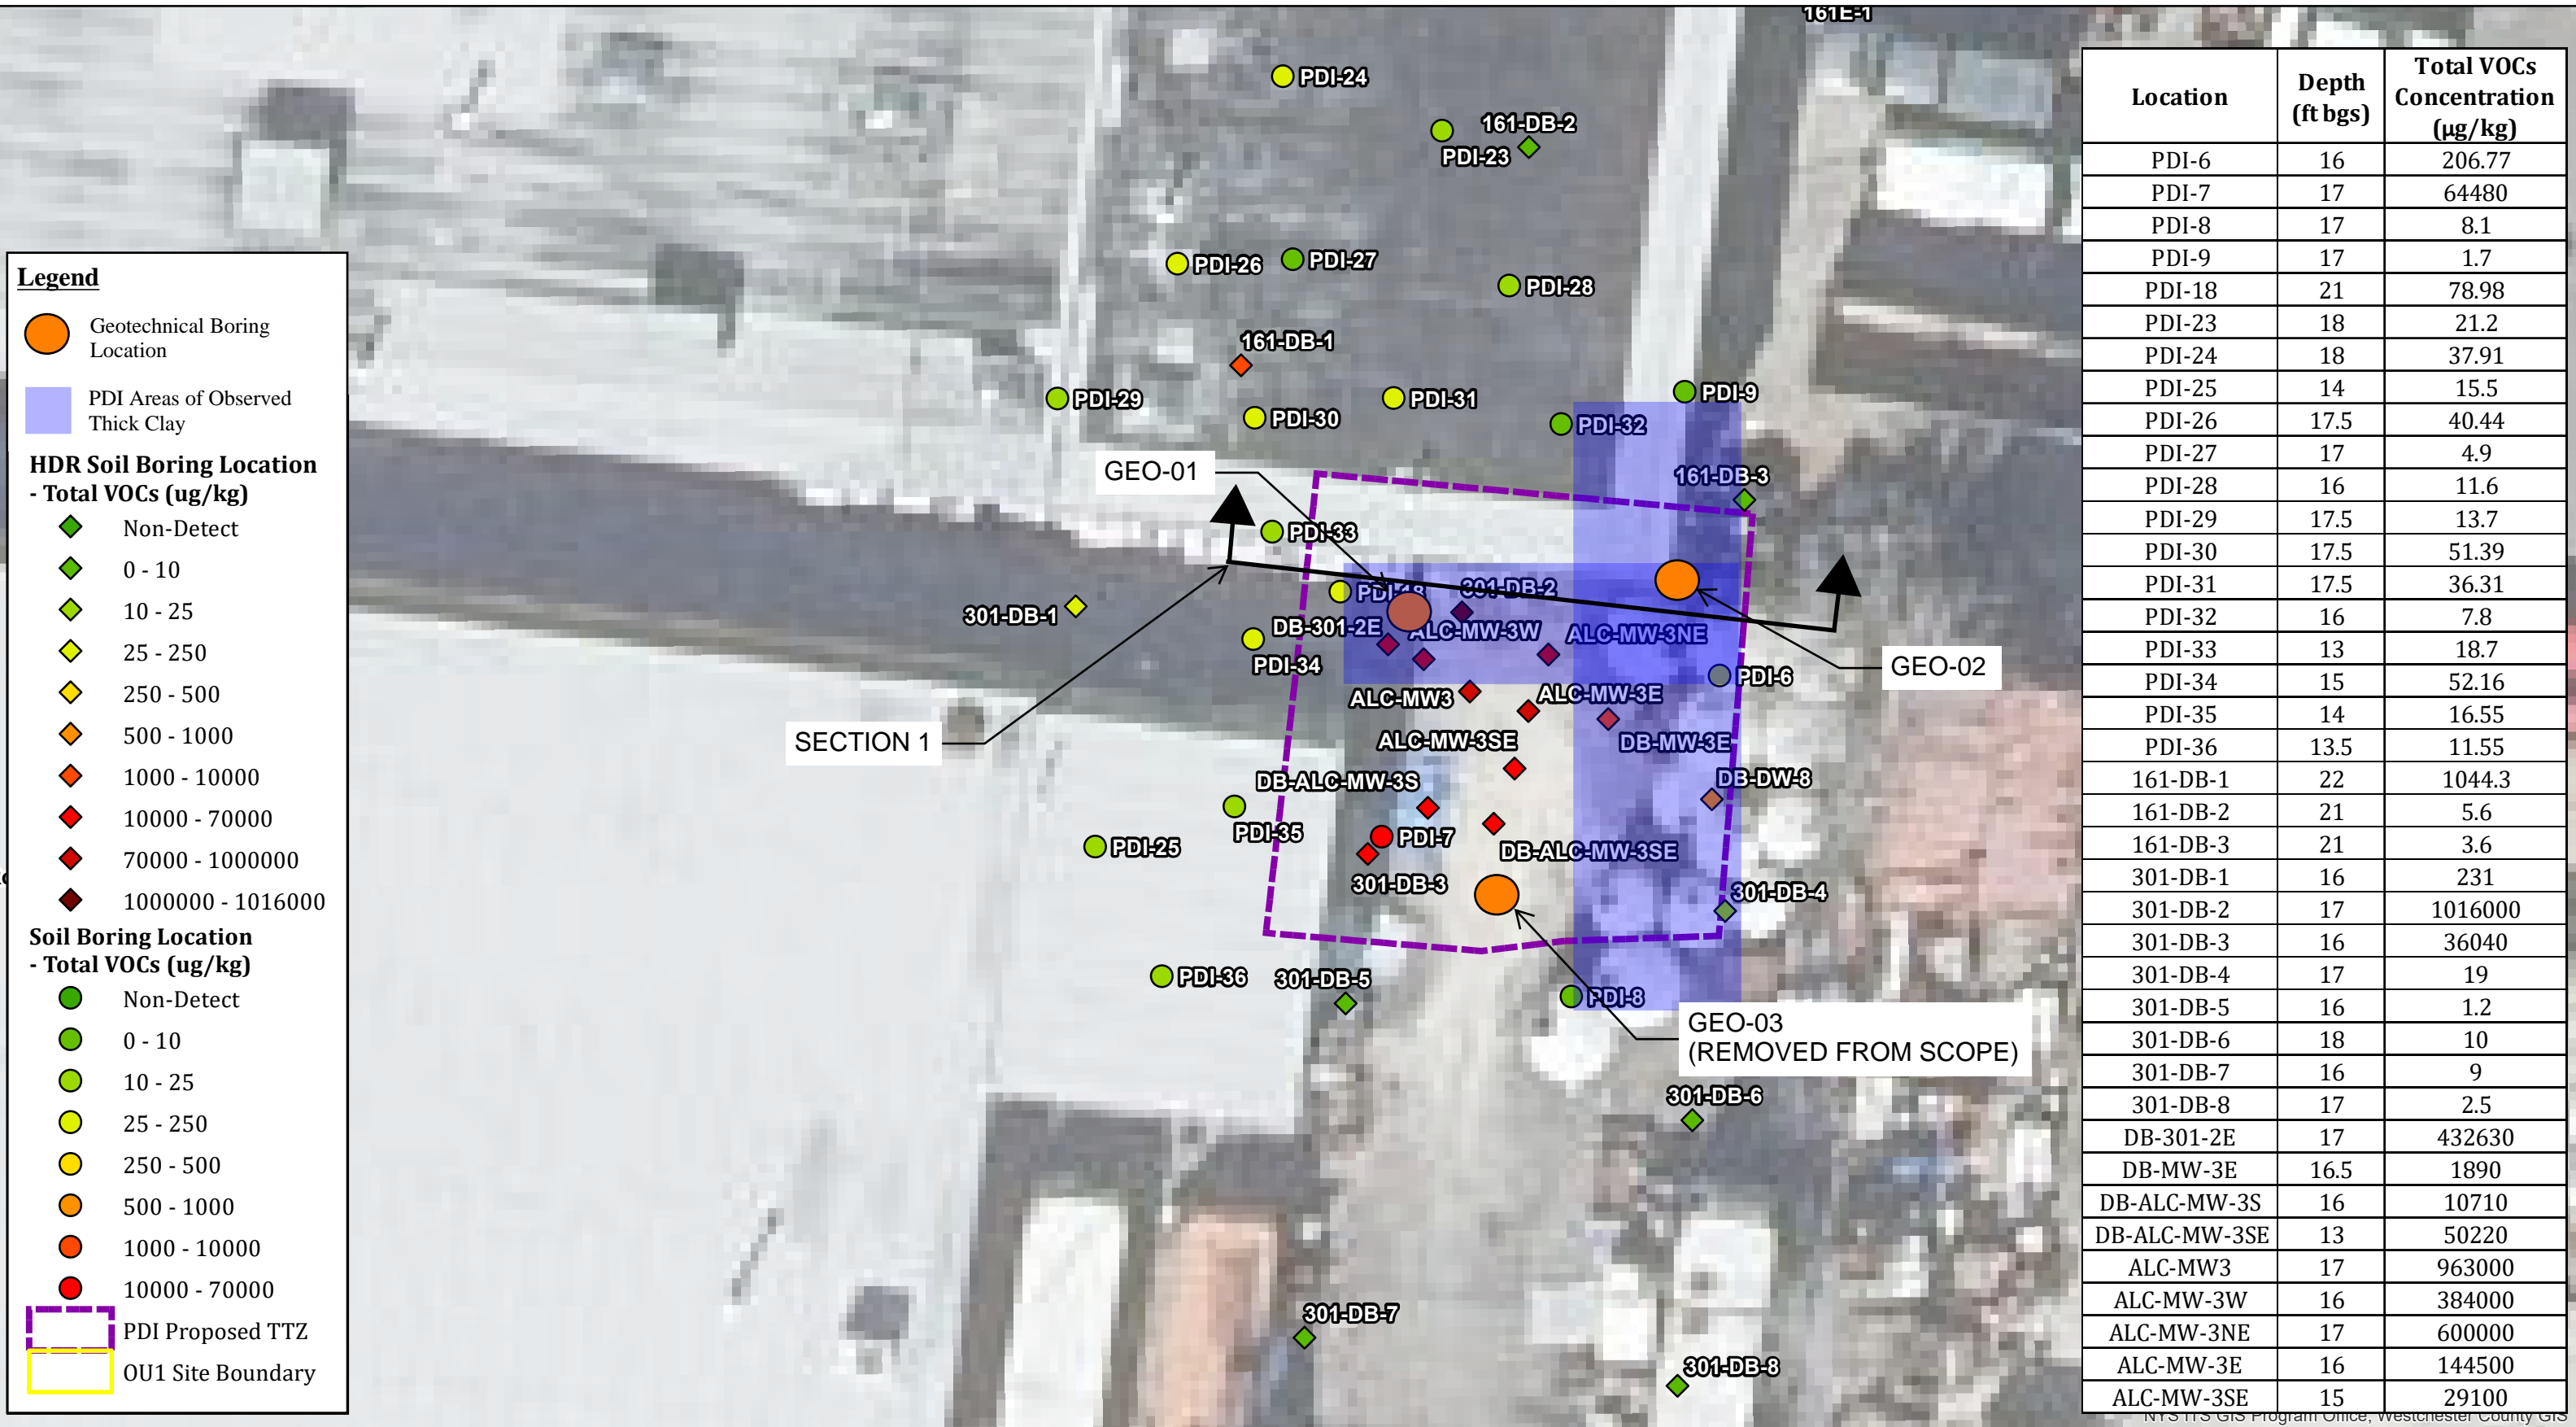 161E-1
PDI-24
161-DB-2
PDI-23
PDI-26
PDI-27
PDI-28
161-DB-1
PDI-29
PDI-30
PDI-31
PDI-9
PDI-32
GEO-01
161-DB-3
PDI-33
301-DB-1
PDI-18
301-DB-2
DB-301-2E
ALC-MW-3W
ALC-MW-3NE
PDI-34
PDI-6
GEO-02
ALC-MW3
ALC-MW-3E
SECTION 1
ALC-MW-3SE
DB-MW-3E
DB-ALC-MW-3S
DB-DW-8
PDI-35
PDI-7
PDI-25
DB-ALC-MW-3SE
301-DB-3
301-DB-4
PDI-36
301-DB-5
PDI-8
GEO-03
(REMOVED FROM SCOPE)
301-DB-6
301-DB-7
301-DB-8
Legend
Geotechnical Boring
Location
PDI Areas of Observed
Thick Clay
HDR Soil Boring Location
- Total VOCs (ug/kg)
Non-Detect
0 - 10
10 - 25
25 - 250
250 - 500
500 - 1000
1000 - 10000
10000 - 70000
70000 - 1000000
1000000 - 1016000
Soil Boring Location
- Total VOCs (ug/kg)
Non-Detect
0 - 10
10 - 25
25 - 250
250 - 500
500 - 1000
1000 - 10000
10000 - 70000
PDI Proposed TTZ
OU1 Site Boundary
Location Depth (ft bgs) Total VOCs Concentration (µg/kg)
PDI-6 16 206.77
PDI-7 17 64480
PDI-8 17 8.1
PDI-9 17 1.7
PDI-18 21 78.98
PDI-23 18 21.2
PDI-24 18 37.91
PDI-25 14 15.5
PDI-26 17.5 40.44
PDI-27 17 4.9
PDI-28 16 11.6
PDI-29 17.5 13.7
PDI-30 17.5 51.39
PDI-31 17.5 36.31
PDI-32 16 7.8
PDI-33 13 18.7
PDI-34 15 52.16
PDI-35 14 16.55
PDI-36 13.5 11.55
161-DB-1 22 1044.3
161-DB-2 21 5.6
161-DB-3 21 3.6
301-DB-1 16 231
301-DB-2 17 1016000
301-DB-3 16 36040
301-DB-4 17 19
301-DB-5 16 1.2
301-DB-6 18 10
301-DB-7 16 9
301-DB-8 17 2.5
DB-301-2E 17 432630
DB-MW-3E 16.5 1890
DB-ALC-MW-3S 16 10710
DB-ALC-MW-3SE 13 50220
ALC-MW3 17 963000
ALC-MW-3W 16 384000
ALC-MW-3NE 17 600000
ALC-MW-3E 16 144500
ALC-MW-3SE 15 29100
NYS ITS GIS Program Office, Westchester County GIS